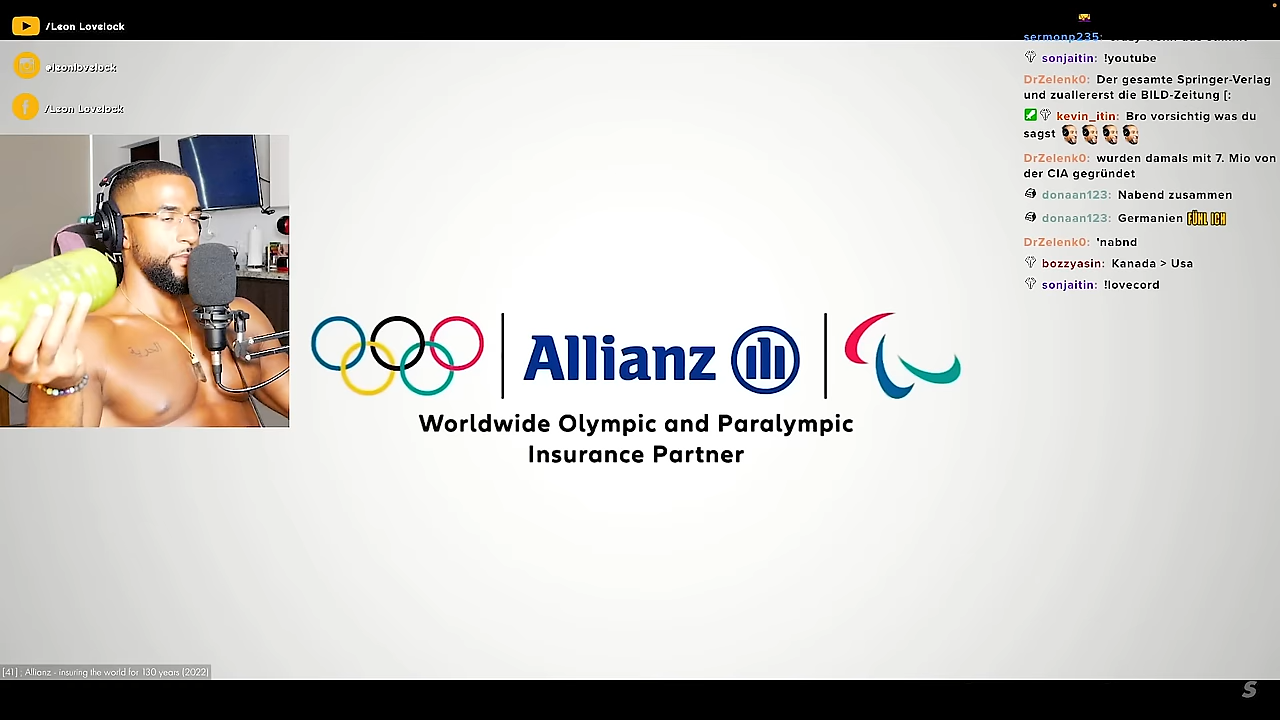 /Leon Lovelock
@leonlovelock
/Leon Lovelock
sermonp235:
sonjaitin: !youtube
DrZelenk0: Der gesamte Springer-Verlag
und zuallererst die BILD-Zeitung [:
kevin_itin: Bro vorsichtig was du
sagst
DrZelenk0: wurden damals mit 7. Mio von
der CIA gegründet
donaan123: Nabend zusammen
donaan123: Germanien FÜHL ICH
DrZelenk0: 'nabnd
bozzyasin: Kanada > Usa
sonjaitin: !lovecord
Allianz
Worldwide Olympic and Paralympic
Insurance Partner
[41] : Allianz - insuring the world for 130 years (2022)
S